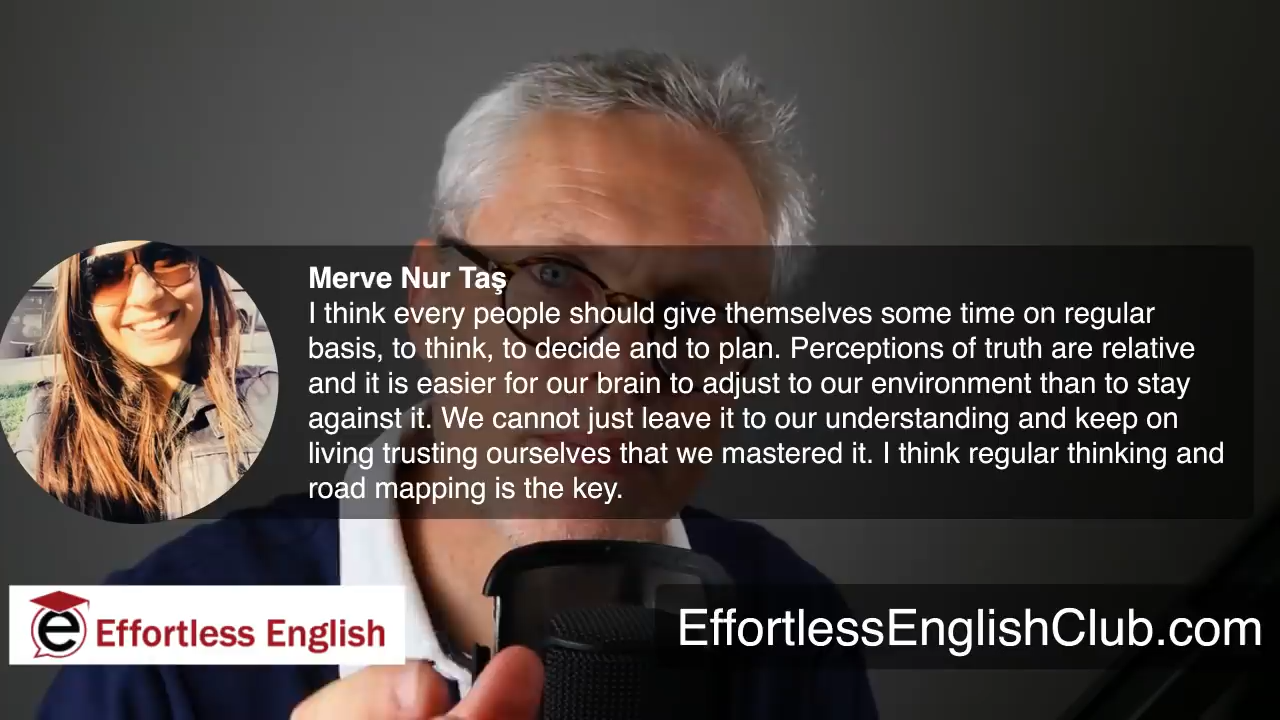 Merve Nur Taş
I think every people should give themselves some time on regular
basis, to think, to decide and to plan. Perceptions of truth are relative
and it is easier for our brain to adjust to our environment than to stay
against it. We cannot just leave it to our understanding and keep on
living trusting ourselves that we mastered it. I think regular thinking and
road mapping is the key.
e Effortless English
EffortlessEnglishClub.com